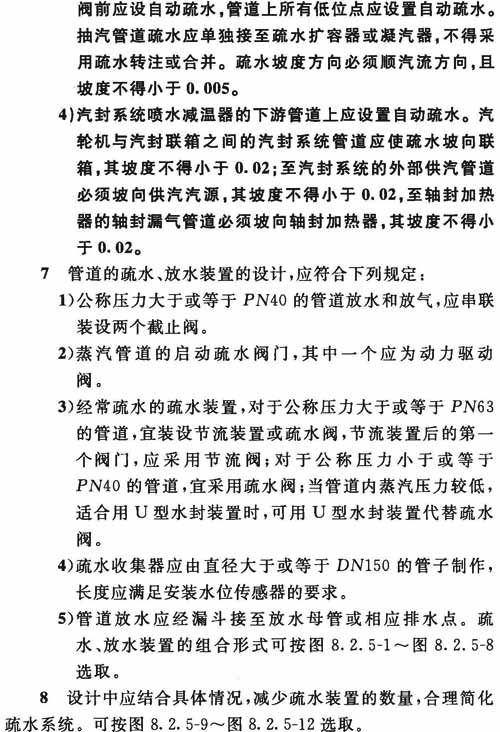 阀前应设自动疏水,管道上所有低位点应设置自动疏水。
抽汽管道疏水应单独接至疏水扩容器或凝汽器,不得采
用疏水转注或合并。疏水坡度方向必须顺汽流方向,且
坡度不得小于 0.005。
4)汽封系统喷水减温器的下游管道上应设置自动疏水。汽
轮机与汽封联箱之间的汽封系统管道应使疏水坡向联
箱,其坡度不得小于 0.02;至汽封系统的外部供汽管道
必须坡向供汽汽源,其坡度不得小于 0.02,至轴封加热
器的轴封漏气管道必须坡向轴封加热器,其坡度不得小
于 0.02。
7 管道的疏水、放水装置的设计,应符合下列规定:
1)公称压力大于或等于 PN40 的管道放水和放气,应串联
装设两个截止阀。
2)蒸汽管道的启动疏水阀门,其中一个应为动力驱动
阀。
3)经常疏水的疏水装置,对于公称压力大于或等于 PN63
的管道,宜装设节流装置或疏水阀,节流装置后的第一
个阀门,应采用节流阀;对于公称压力小于或等于
PN40 的管道,宜采用疏水阀;当管道内蒸汽压力较低,
适合用 U 型水封装置时,可用 U 型水封装置代替疏水
阀。
4)疏水收集器应由直径大于或等于 DN150 的管子制作,
长度应满足安装水位传感器的要求。
5)管道放水应经漏斗接至放水母管或相应排水点。疏
水、放水装置的组合形式可按图 8.2.5-1~图 8.2.5-8
选取。
8 设计中应结合具体情况,减少疏水装置的数量,合理简化
疏水系统。可按图 8.2.5-9~图 8.2.5-12 选取。